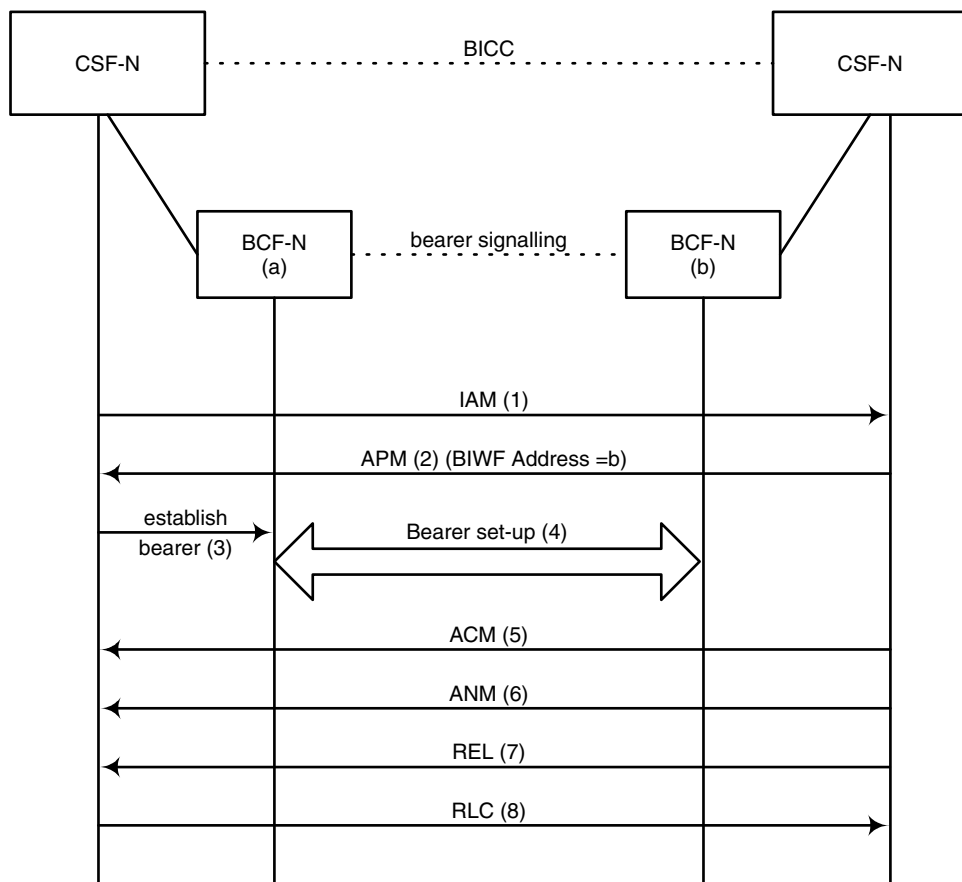 CSF-N
BICC
CSF-N
BCF-N
(a)
bearer signalling
BCF-N
(b)
IAM (1)
APM (2) (BIWF Address =b)
establish
bearer (3)
Bearer set-up (4)
ACM (5)
ANM (6)
REL (7)
RLC (8)